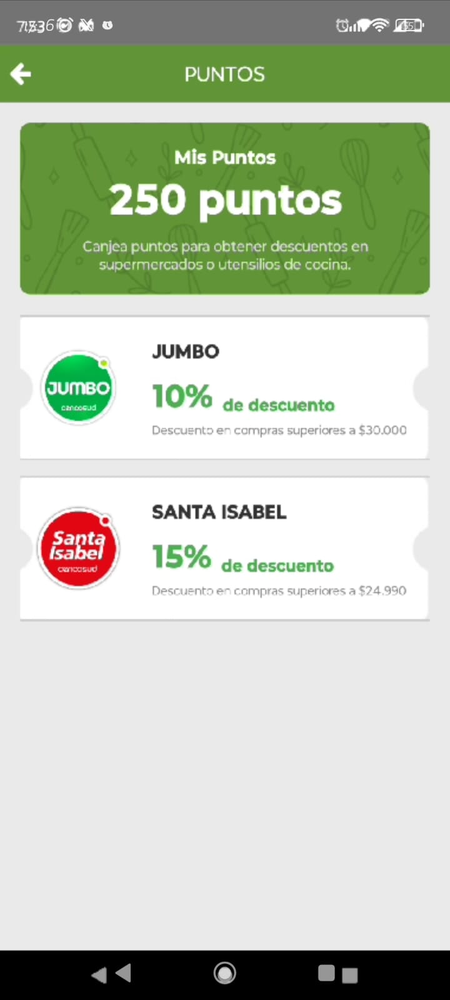 PUNTOS
Mis Puntos
250 puntos
Canjea puntos para obtener descuentos en
supermercados o utensilios de cocina.
JUMBO
JUMBO
cencosud
10% de descuento
Descuento en compras superiores a $30.000
SANTA ISABEL
Santa
Isabel
cencosud
15% de descuento
Descuento en compras superiores a $24.990